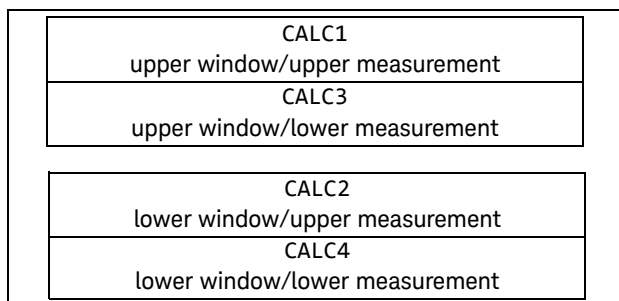 CALC1
upper window/upper measurement
CALC3
upper window/lower measurement
CALC2
lower window/upper measurement
CALC4
lower window/lower measurement